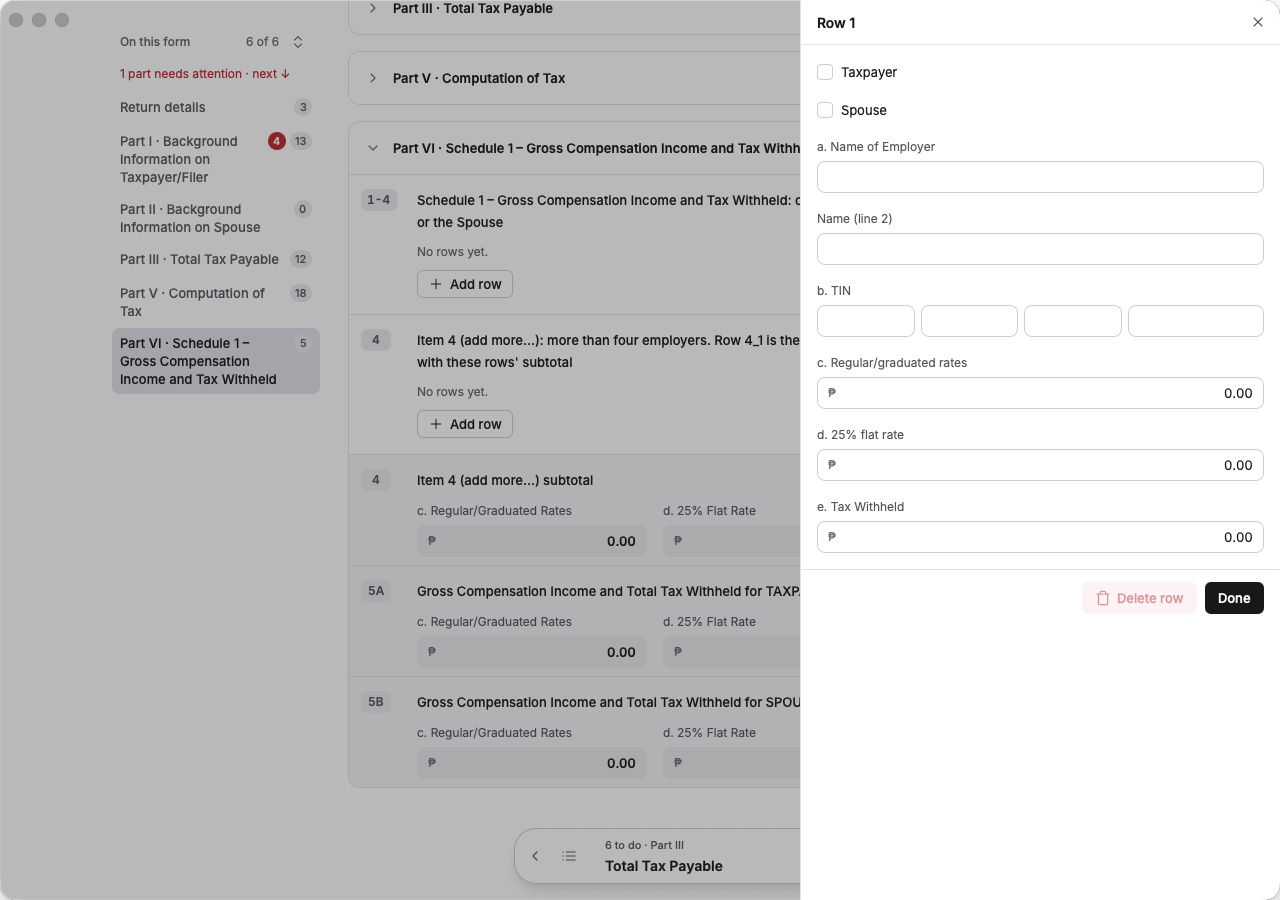 On this form
6 of 6
1 part needs attention · next ↓
Return details
3
Part I · Background
Information on
Taxpayer/Filer
4
13
Part II · Background
Information on Spouse
0
Part III · Total Tax Payable
12
Part V · Computation of
Tax
18
Part VI · Schedule 1 –
Gross Compensation
Income and Tax Withheld
5
Part III · Total Tax Payable
Part V · Computation of Tax
Part VI · Schedule 1 – Gross Compensation Income and Tax Withh
1-4
Schedule 1 – Gross Compensation Income and Tax Withheld:
or the Spouse
No rows yet.
Add row
4
Item 4 (add more...): more than four employers. Row 4_1 is the
with these rows' subtotal
No rows yet.
Add row
4
Item 4 (add more...) subtotal
c. Regular/Graduated Rates
d. 25% Flat Rate
₱ 0.00
₱
5A
Gross Compensation Income and Total Tax Withheld for TAXP
c. Regular/Graduated Rates
d. 25% Flat Rate
₱ 0.00
₱
5B
Gross Compensation Income and Total Tax Withheld for SPOU
c. Regular/Graduated Rates
d. 25% Flat Rate
₱ 0.00
₱
6 to do · Part III
Total Tax Payable
Row 1
Taxpayer
Spouse
a. Name of Employer
Name (line 2)
b. TIN
c. Regular/graduated rates
₱ 0.00
d. 25% flat rate
₱ 0.00
e. Tax Withheld
₱ 0.00
Delete row
Done